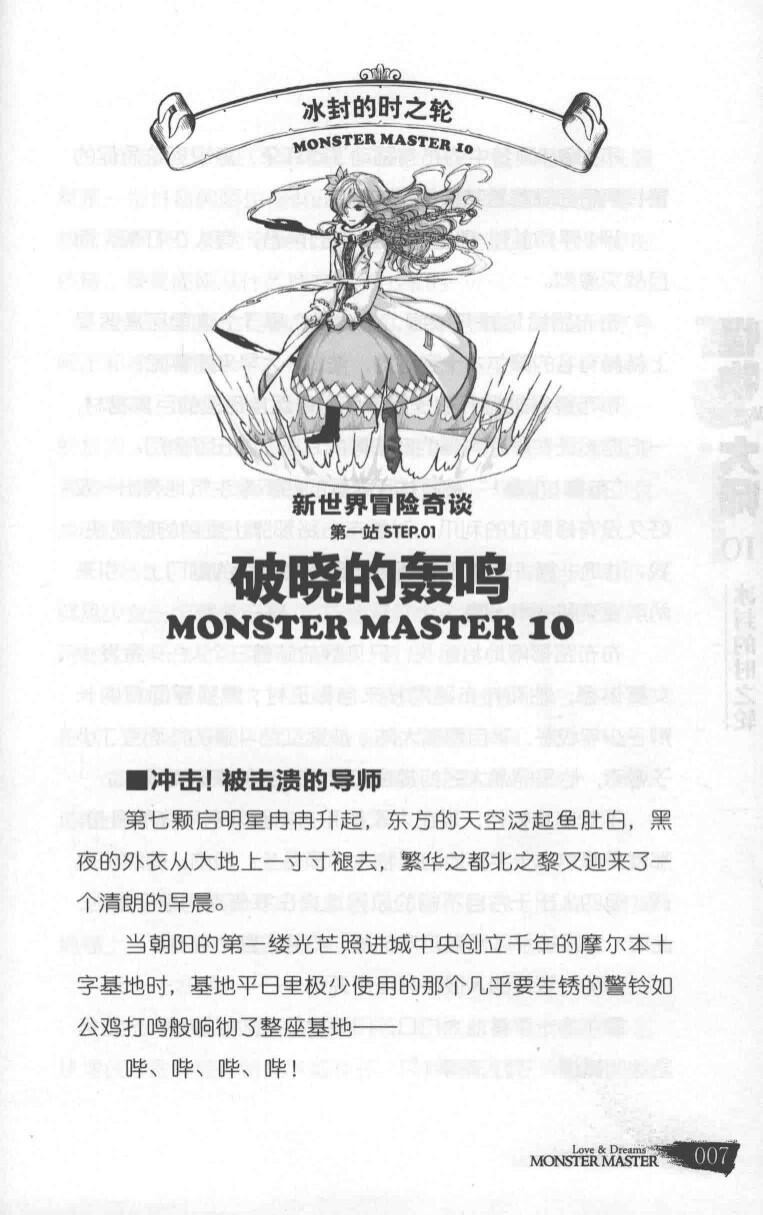 冰封的时之轮
MONSTER MASTER 10
新世界冒险奇谈
第一站 STEP.01
破晓的轰鸣
MONSTER MASTER 10
■冲击！被击溃的导师
第七颗启明星冉冉升起，东方的天空泛起鱼肚白，黑
夜的外衣从大地上一寸寸褪去，繁华之都北之黎又迎来了一
个清朗的早晨。
当朝阳的第一缕光芒照进城中央创立千年的摩尔本十
字基地时，基地平日里极少使用的那个几乎要生锈的警铃如
公鸡打鸣般响彻了整座基地——
哔、哔、哔、哔！
Love & Dreams
MONSTER MASTER
007